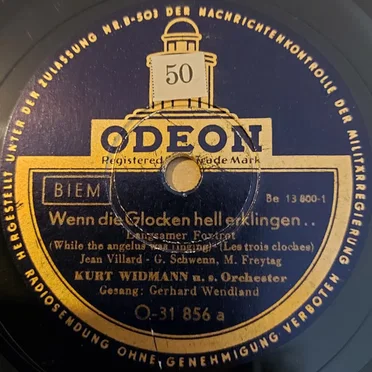 HERGESTELLT UNTER DER ZULASSUNG NR. B-503 DER NACHRICHTENKONTROLLE DER MILITÄRREGIERUNG
50
ODEON
Registered Trade Mark
BIEM
Be 13 800-1
Wenn die Glocken hell erklingen..
Langsamer Foxtrot
(While the angelus was ringing) - (Les trois cloches)
Jean Villard - G. Schwenn, M. Freytag
KURT WIDMANN u. s. Orchester
Gesang: Gerhard Wendland
O-31 856 a
RADIOSENDUNG OHNE GENEHMIGUNG VERBOTEN